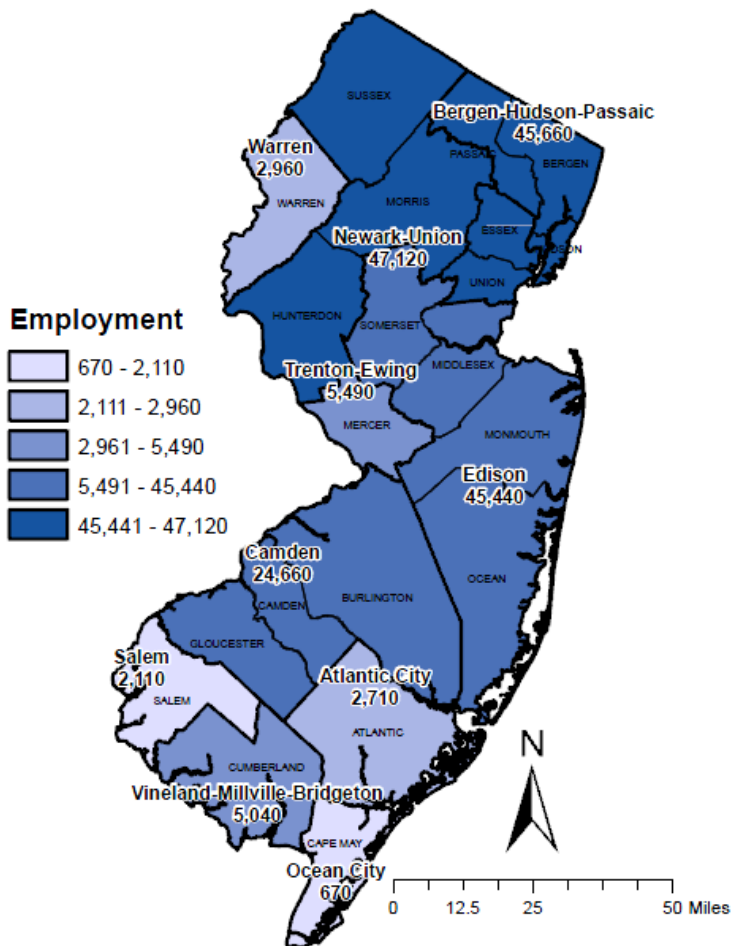 SUSSEX
Bergen-Hudson-Passaic
45,660
PASSAIC
BERGEN
Warren
2,960
WARREN
MORRIS
ESSEX
Newark-Union
47,120
UNION
HUNTERDON
SOMERSET
Employment
670 - 2,110
2,111 - 2,960
2,961 - 5,490
5,491 - 45,440
45,441 - 47,120
MIDDLESEX
Trenton-Ewing
5,490
MERCER
MONMOUTH
Edison
45,440
OCEAN
Camden
24,660
CAMDEN
BURLINGTON
GLOUCESTER
Salem
2,110
SALEM
Atlantic City
2,710
ATLANTIC
CUMBERLAND
Vineland-Millville-Bridgeton
5,040
CAPE MAY
Ocean City
670
N
0 12.5 25 50 Miles